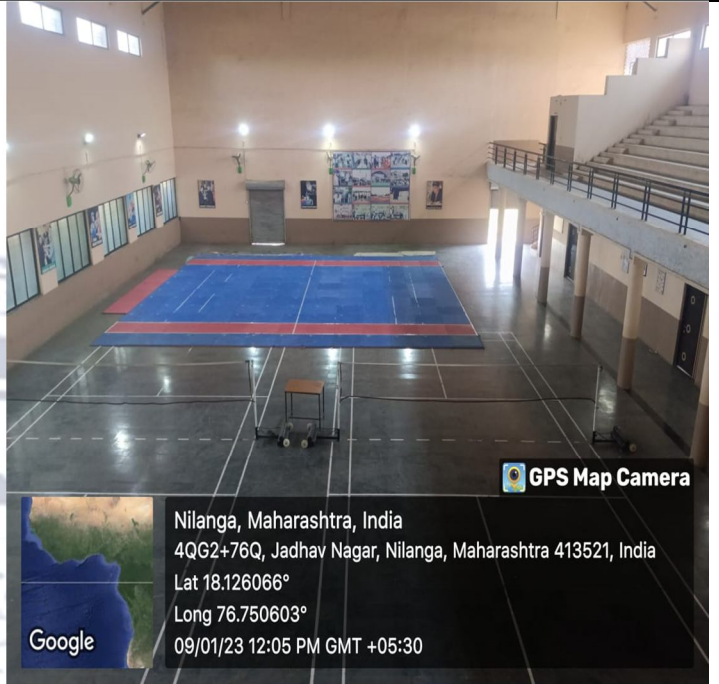 GPS Map Camera
Nilanga, Maharashtra, India
4QG2+76Q, Jadhav Nagar, Nilanga, Maharashtra 413521, India
Lat 18.126066°
Long 76.750603°
09/01/23 12:05 PM GMT +05:30
Google